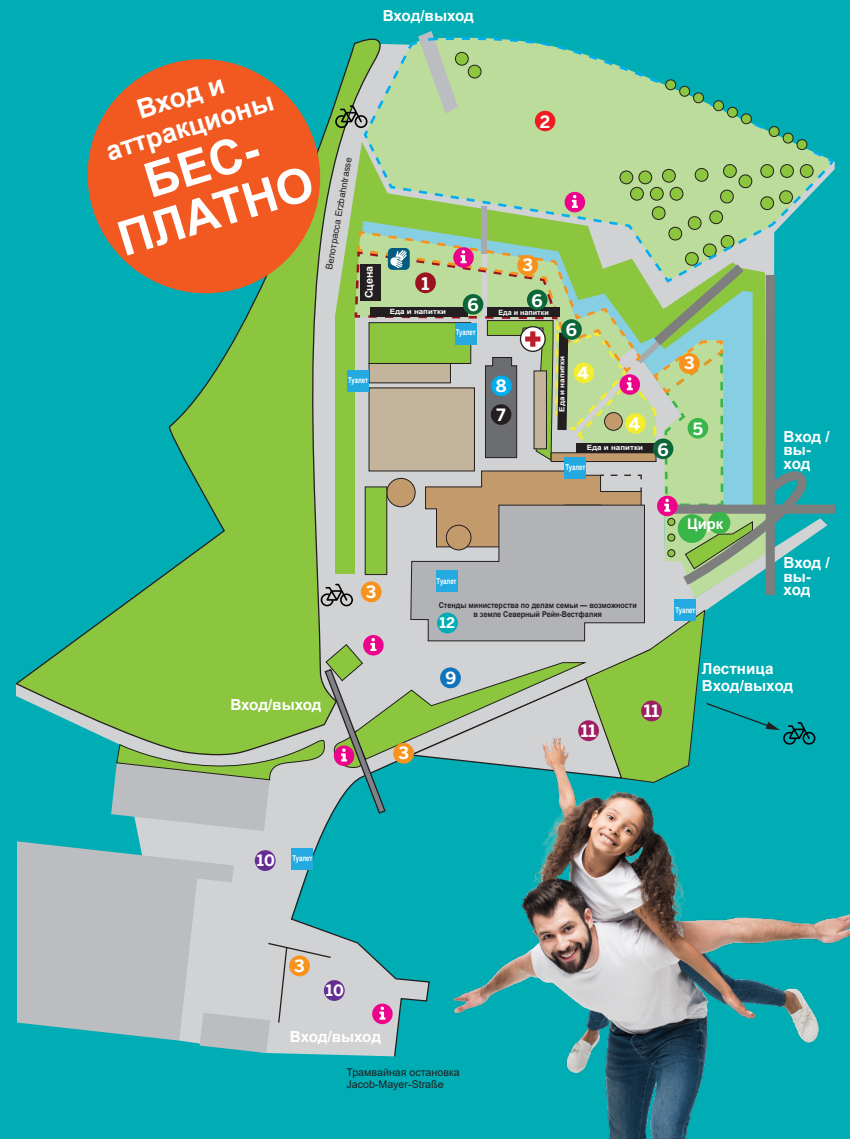 Вход/выход
Вход и
аттракционы
БЕС-
ПЛАТНО
Велотрасса Erzbahntrasse
2
i
i
3
Сцена
1
6
6
Еда и напитки
Еда и напитки
Туалет
6
Туалет
8
7
Еда и напитки
4
i
3
4
5
Еда и напитки
6
Туалет
Вход /
вы-
ход
i
Цирк
Вход /
вы-
ход
Туалет
3
Стенды министерства по делам семьи — возможности
в земле Северный Рейн-Вестфалия
12
Туалет
i
9
Лестница
Вход/выход
Вход/выход
11
11
i
3
10
Туалет
3
10
i
Вход/выход
Трамвайная остановка
Jacob-Mayer-Straße